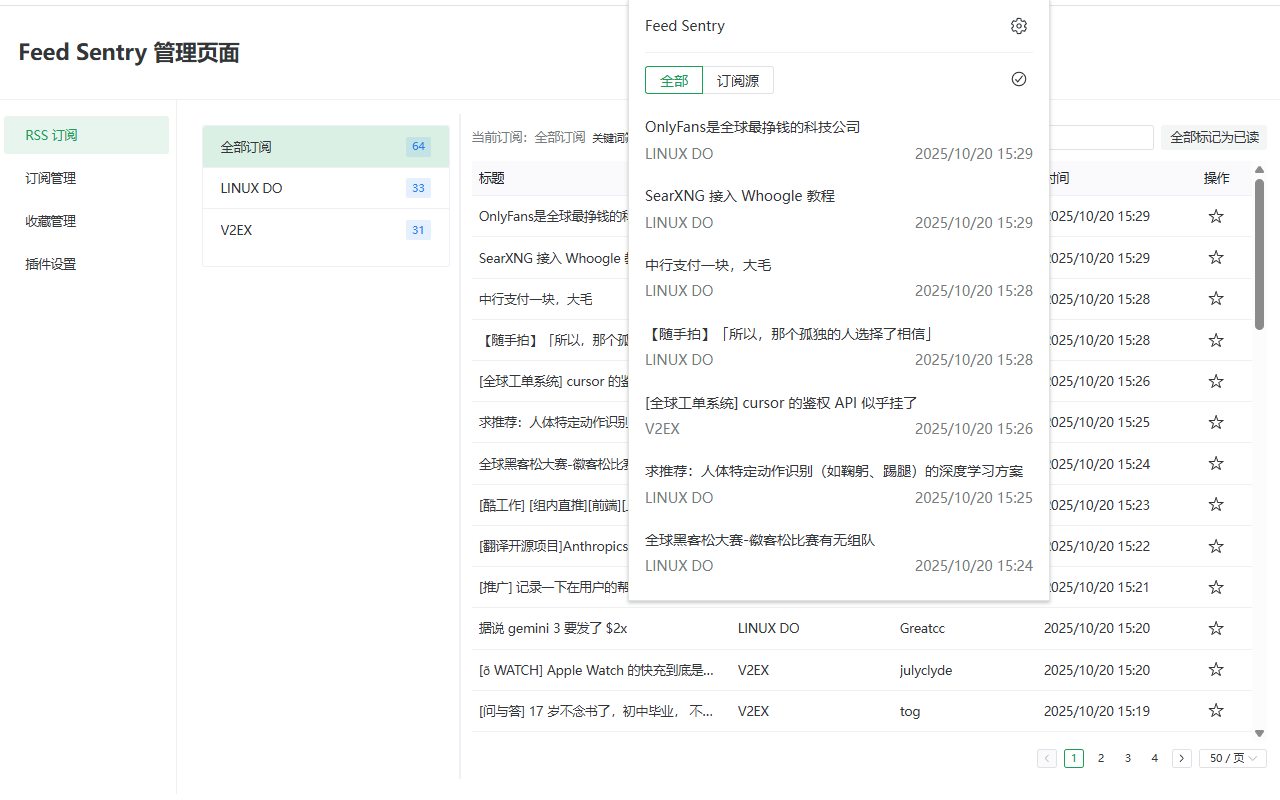 Feed Sentry 管理页面
RSS 订阅
订阅管理
收藏管理
插件设置
全部订阅 64
LINUX DO 33
V2EX 31
当前订阅：全部订阅 关键词
全部标记为已读
标题 时间 操作
OnlyFans是全球最挣钱的 2025/10/20 15:29
SearXNG 接入 Whoogle 2025/10/20 15:29
中行支付一块，大毛 2025/10/20 15:28
【随手拍】「所以，那个孤 2025/10/20 15:28
[全球工单系统] cursor 的 2025/10/20 15:26
求推荐：人体特定动作识别 2025/10/20 15:25
全球黑客松大赛-徽客松比 2025/10/20 15:24
[酷工作] [组内直推][前端][ 2025/10/20 15:23
[翻译开源项目]Anthropics 2025/10/20 15:22
[推广] 记录一下在用户的帮 2025/10/20 15:21
据说 gemini 3 要发了 $2x LINUX DO Greatcc 2025/10/20 15:20
[ð WATCH] Apple Watch 的快充到底是... V2EX julyclyde 2025/10/20 15:20
[问与答] 17 岁不念书了，初中毕业， 不... V2EX tog 2025/10/20 15:19
1 2 3 4 50 / 页
Feed Sentry
全部 订阅源
OnlyFans是全球最挣钱的科技公司
LINUX DO 2025/10/20 15:29
SearXNG 接入 Whoogle 教程
LINUX DO 2025/10/20 15:29
中行支付一块，大毛
LINUX DO 2025/10/20 15:28
【随手拍】「所以，那个孤独的人选择了相信」
LINUX DO 2025/10/20 15:28
[全球工单系统] cursor 的鉴权 API 似乎挂了
V2EX 2025/10/20 15:26
求推荐：人体特定动作识别（如鞠躬、踢腿）的深度学习方案
LINUX DO 2025/10/20 15:25
全球黑客松大赛-徽客松比赛有无组队
LINUX DO 2025/10/20 15:24